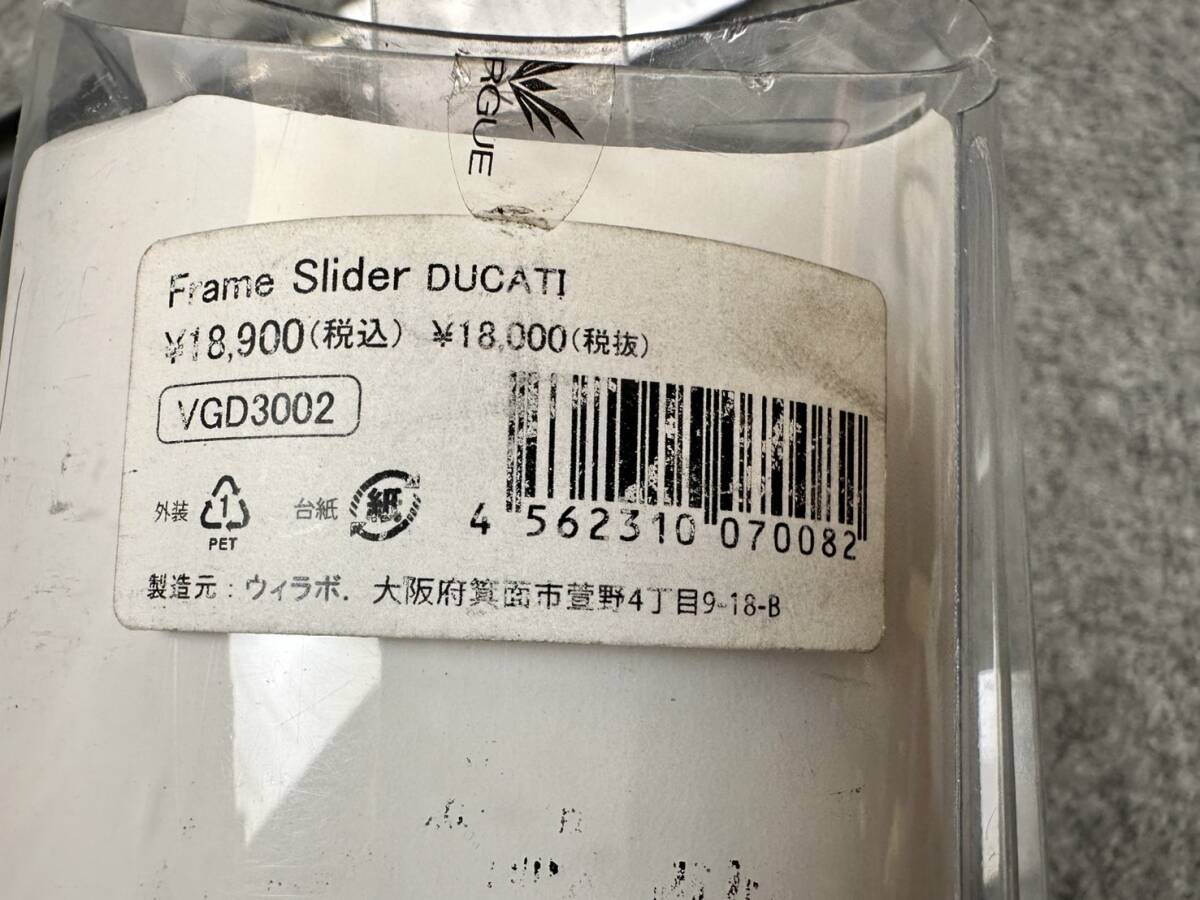 RGUE
Frame Slider DUCATI
¥18,900(税込) ¥18,000(税抜)
VGD3002
外装 1 PET 台紙 紙
4 562310 070082
製造元：ウィラボ. 大阪府箕面市萱野4丁目9-18-B